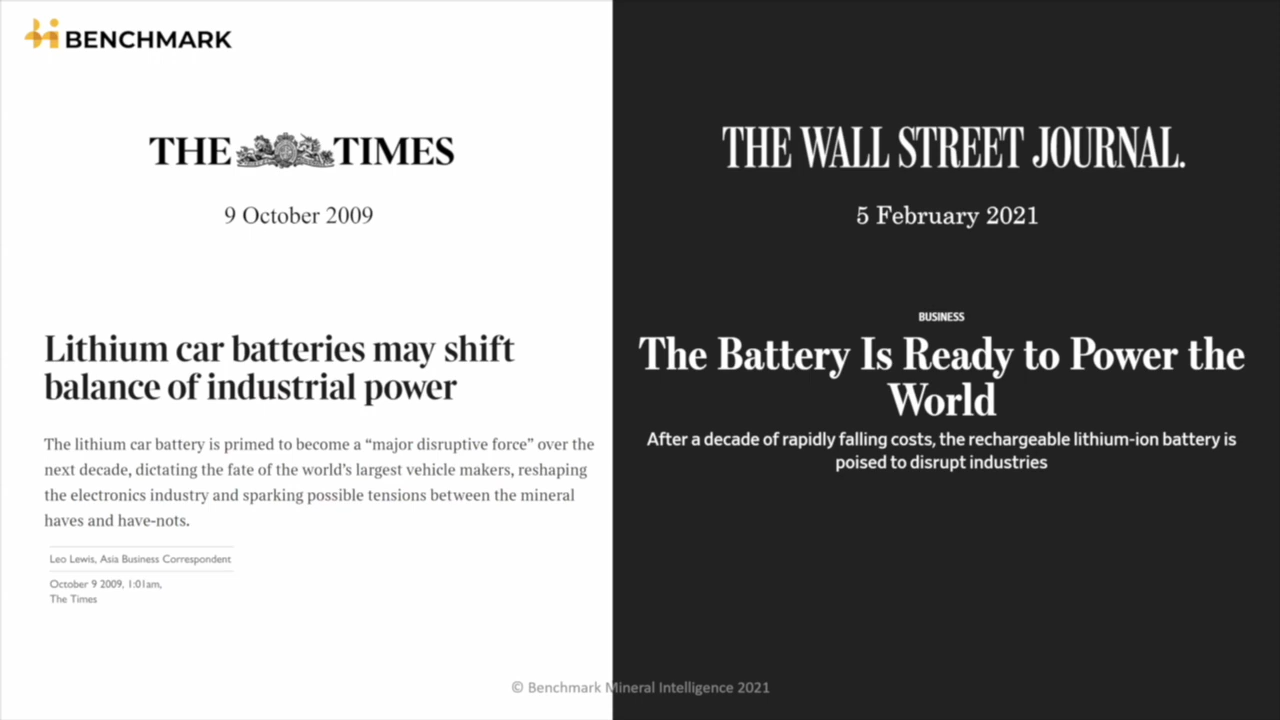 BENCHMARK
THE TIMES
9 October 2009
Lithium car batteries may shift
balance of industrial power
The lithium car battery is primed to become a “major disruptive force” over the
next decade, dictating the fate of the world’s largest vehicle makers, reshaping
the electronics industry and sparking possible tensions between the mineral
haves and have-nots.
Leo Lewis, Asia Business Correspondent
October 9 2009, 1:01am,
The Times
THE WALL STREET JOURNAL.
5 February 2021
BUSINESS
The Battery Is Ready to Power the
World
After a decade of rapidly falling costs, the rechargeable lithium-ion battery is
poised to disrupt industries
© Benchmark Mineral Intelligence 2021